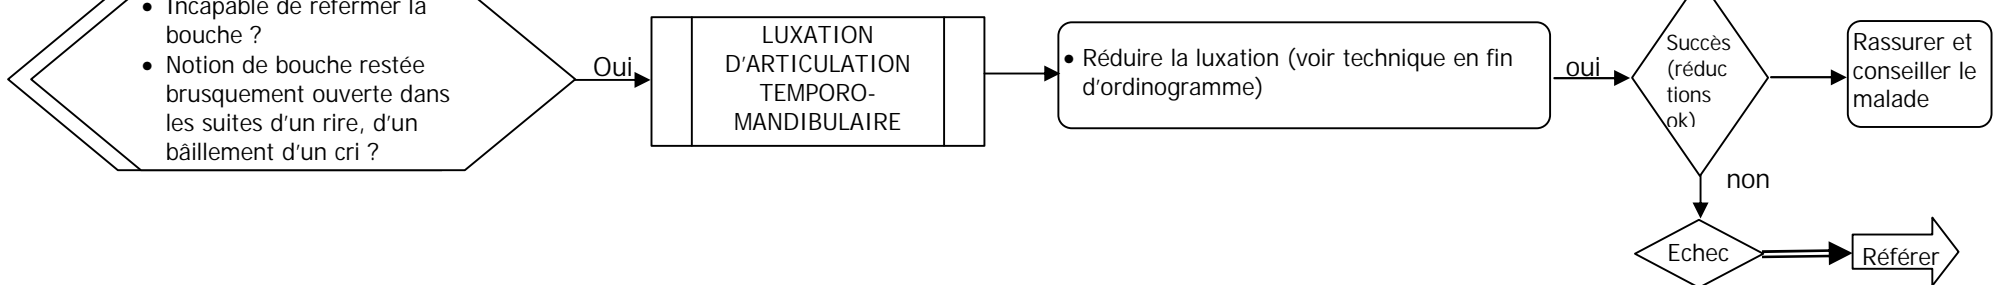 • Incapable de refermer la
bouche ?
• Notion de bouche restée
brusquement ouverte dans
les suites d'un rire, d'un
bâillement d'un cri ?
Oui
LUXATION
D'ARTICULATION
TEMPORO-
MANDIBULAIRE
• Réduire la luxation (voir technique en fin
d'ordinogramme)
oui
Succès
(réduc
tions
ok)
Rassurer et
conseiller le
malade
non
Echec
Référer